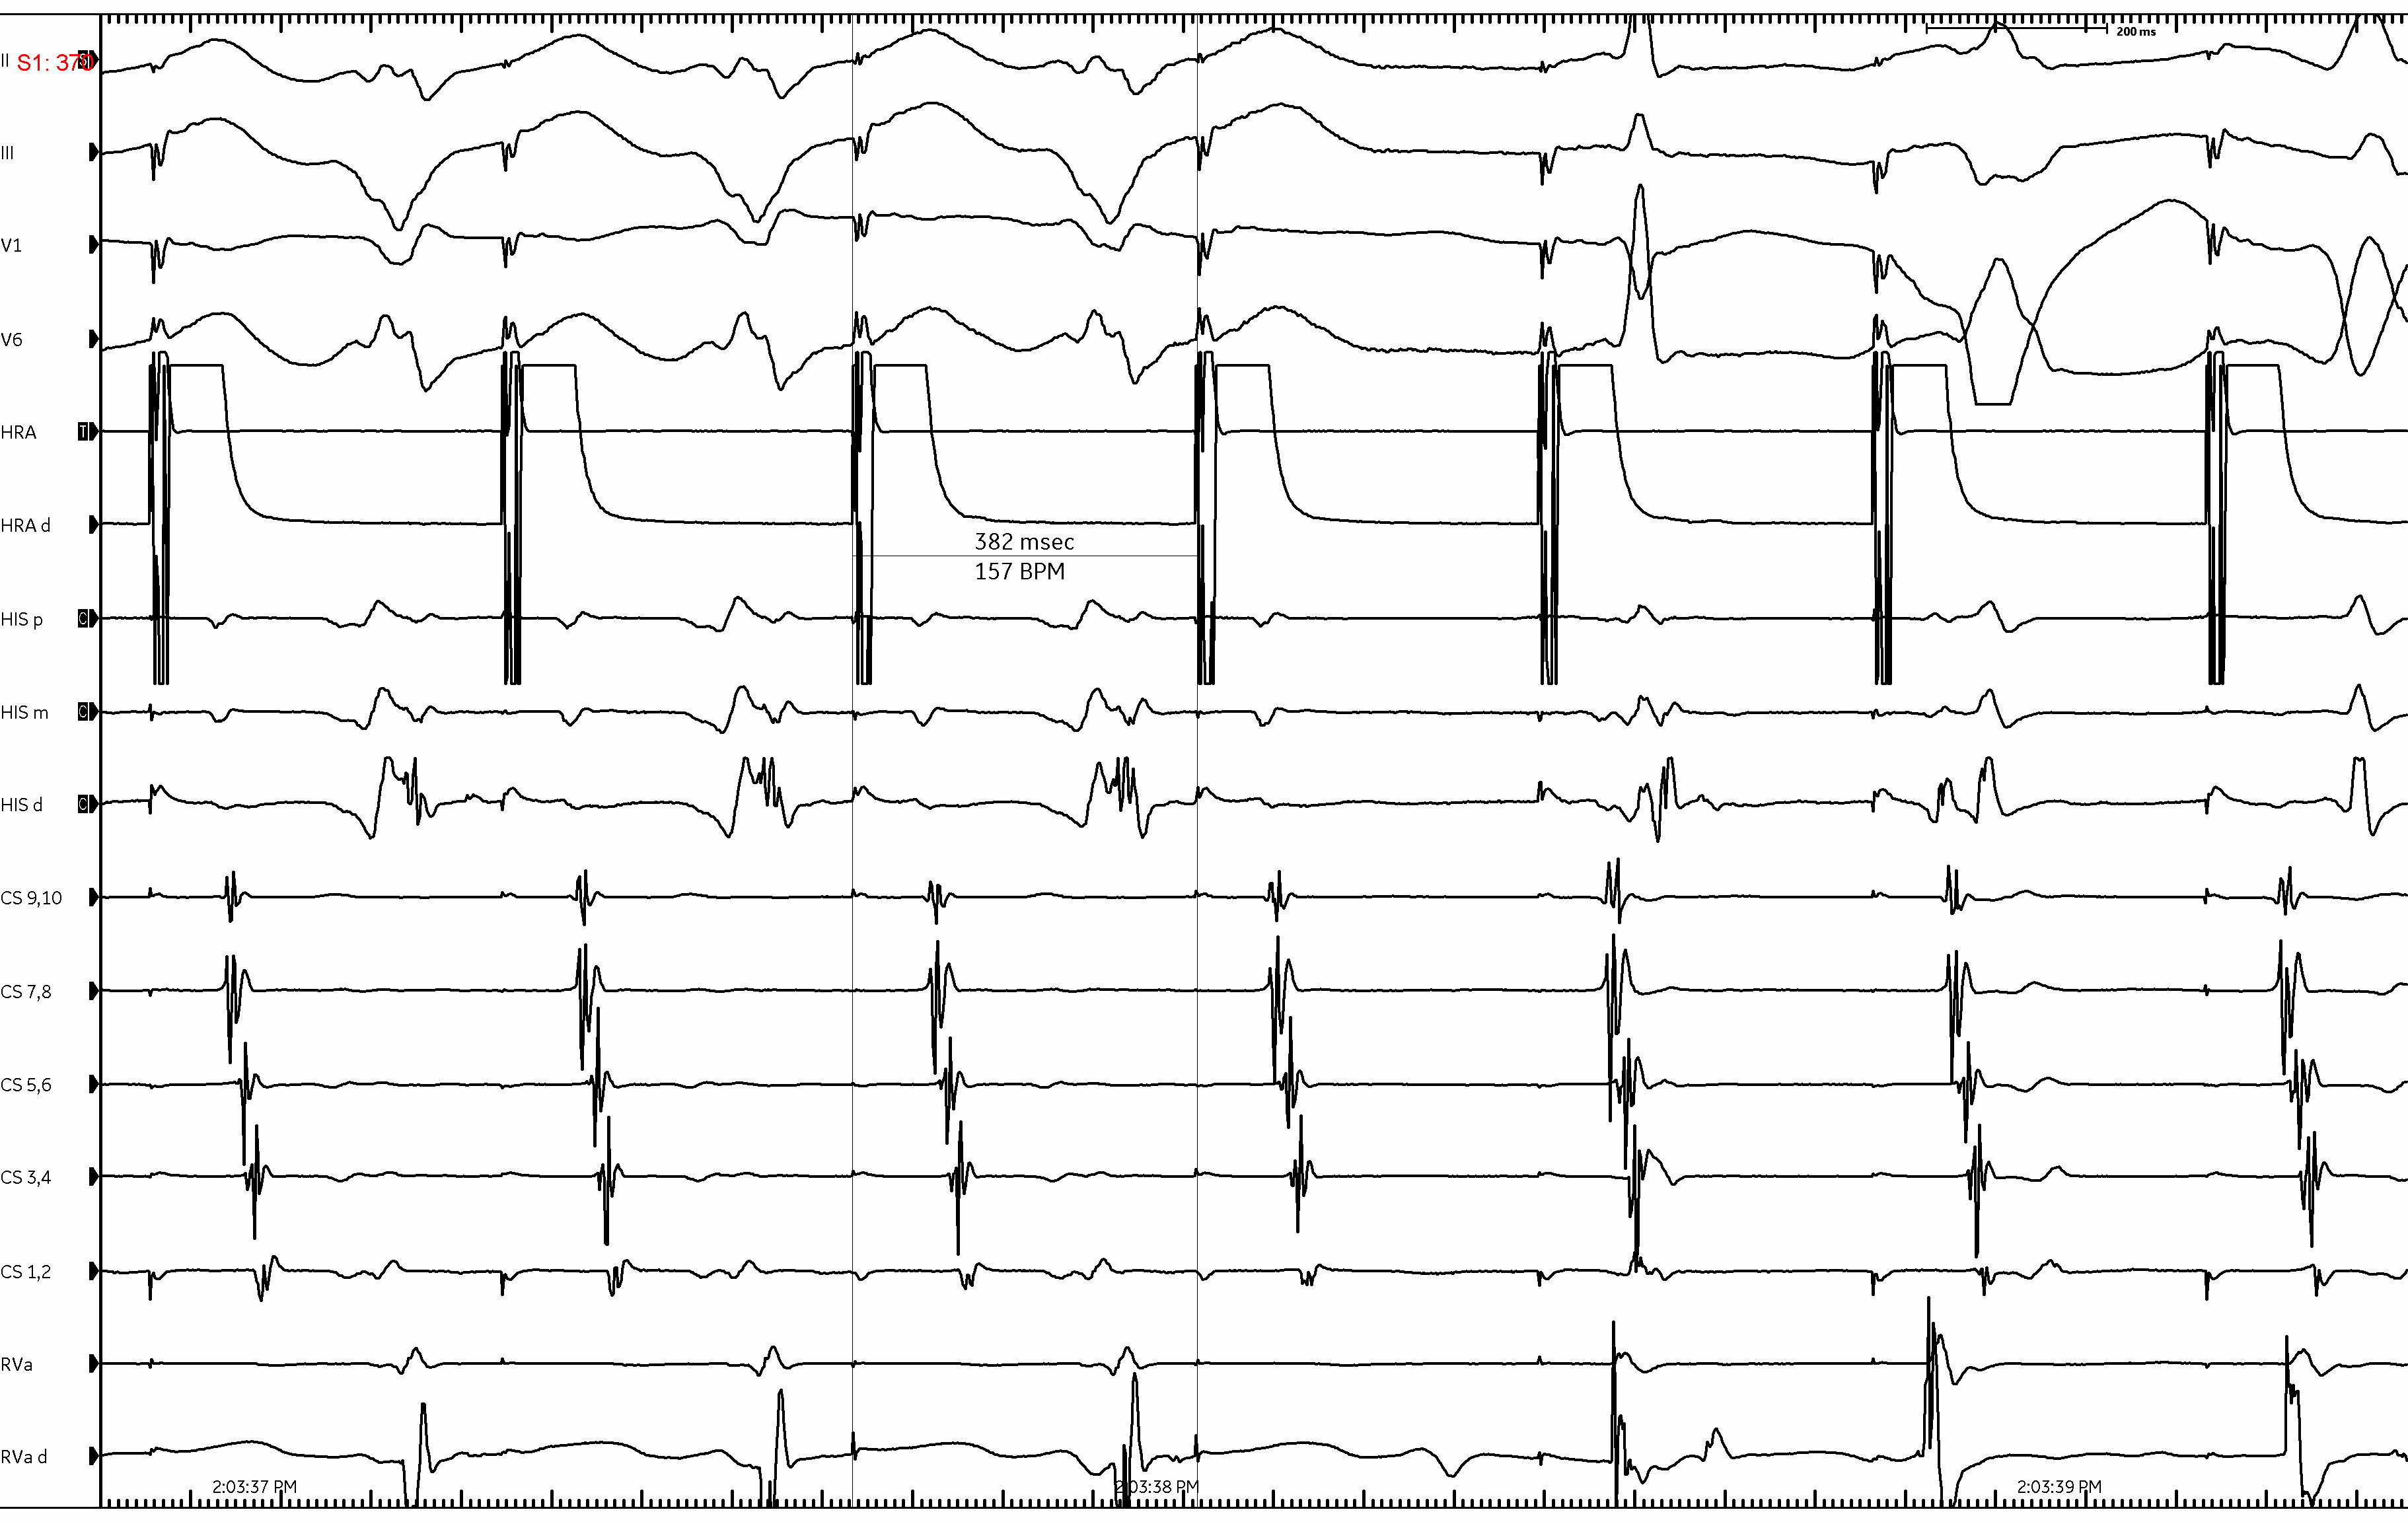 II S1: 370 S
200 ms
III
V1
V6
HRA T
HRA d
382 msec
157 BPM
HIS p C
HIS m C
HIS d C
CS 9,10
CS 7,8
CS 5,6
CS 3,4
CS 1,2
RVa
RVa d
2:03:37 PM 2:03:38 PM 2:03:39 PM